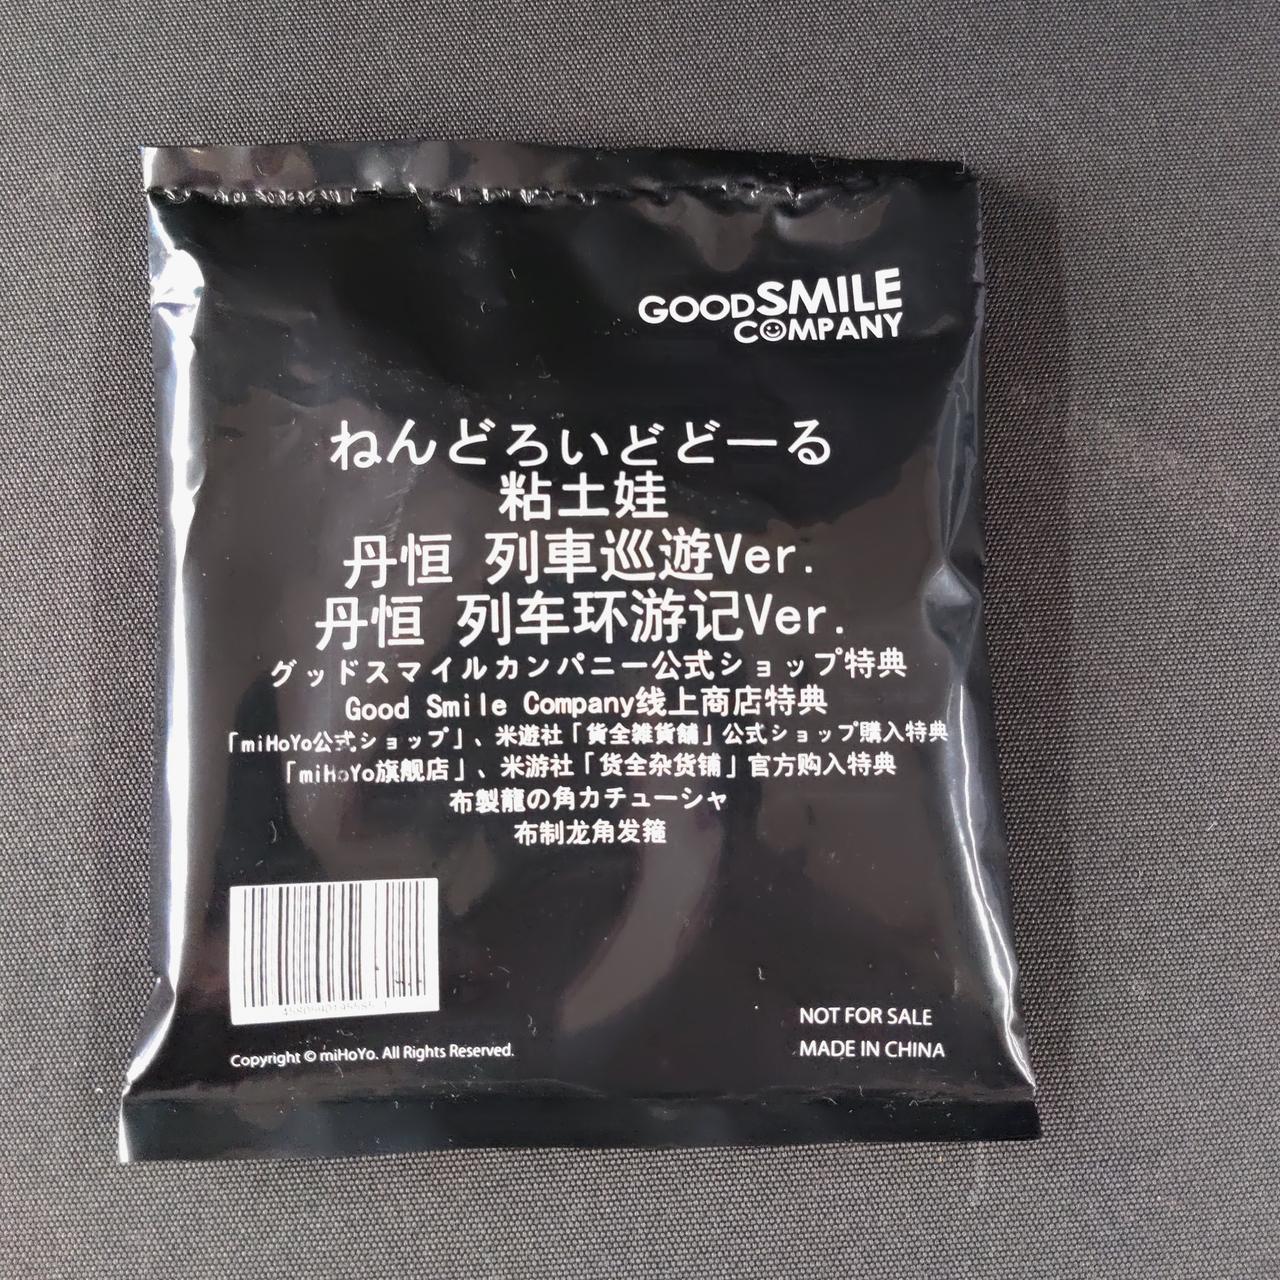 GOOD SMILE
COMPANY
ねんどろいどどーる
粘土娃
丹恒 列車巡遊Ver.
丹恒 列车环游记Ver.
グッドスマイルカンパニー公式ショップ特典
Good Smile Company线上商店特典
「miHoYo公式ショップ」、米遊社「貨全雑貨舗」公式ショップ購入特典
「miHoYo旗舰店」、米游社「货全杂货铺」官方购入特典
布製龍の角カチューシャ
布制龙角发箍
NOT FOR SALE
Copyright © miHoYo. All Rights Reserved.
MADE IN CHINA